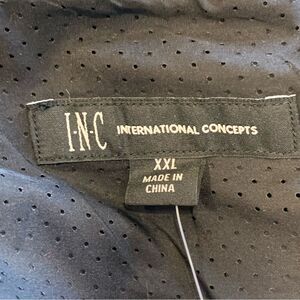 I·N·C INTERNATIONAL CONCEPTS
XXL
MADE IN
CHINA